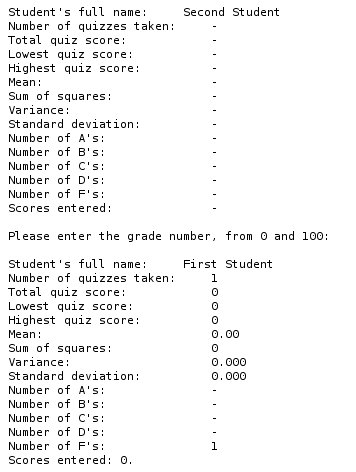 Student's full name: Second Student
Number of quizzes taken: -
Total quiz score: -
Lowest quiz score: -
Highest quiz score: -
Mean: -
Sum of squares: -
Variance: -
Standard deviation: -
Number of A's: -
Number of B's: -
Number of C's: -
Number of D's: -
Number of F's: -
Scores entered: -
Please enter the grade number, from 0 and 100:
Student's full name: First Student
Number of quizzes taken: 1
Total quiz score: 0
Lowest quiz score: 0
Highest quiz score: 0
Mean: 0.00
Sum of squares: 0
Variance: 0.000
Standard deviation: 0.000
Number of A's: -
Number of B's: -
Number of C's: -
Number of D's: -
Number of F's: 1
Scores entered: 0.